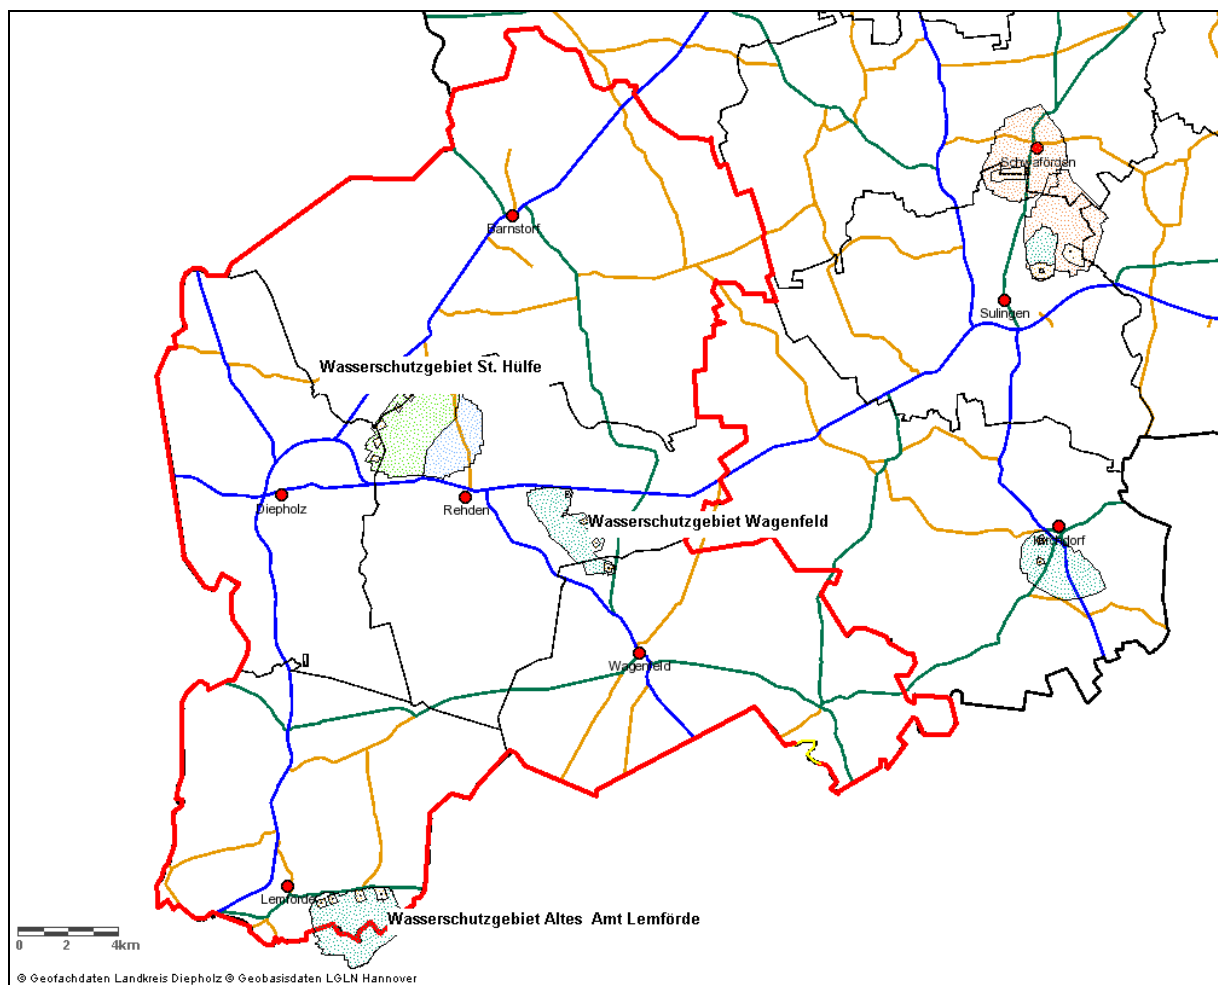 Schwaförden
Barnstorf
Sulingen
Wasserschutzgebiet St. Hülfe
Diepholz
Rehden
Wasserschutzgebiet Wagenfeld
Kirchdorf
Wagenfeld
Lemförde
Wasserschutzgebiet Altes Amt Lemförde
0 2 4km
© Geofachdaten Landkreis Diepholz © Geobasisdaten LGLN Hannover